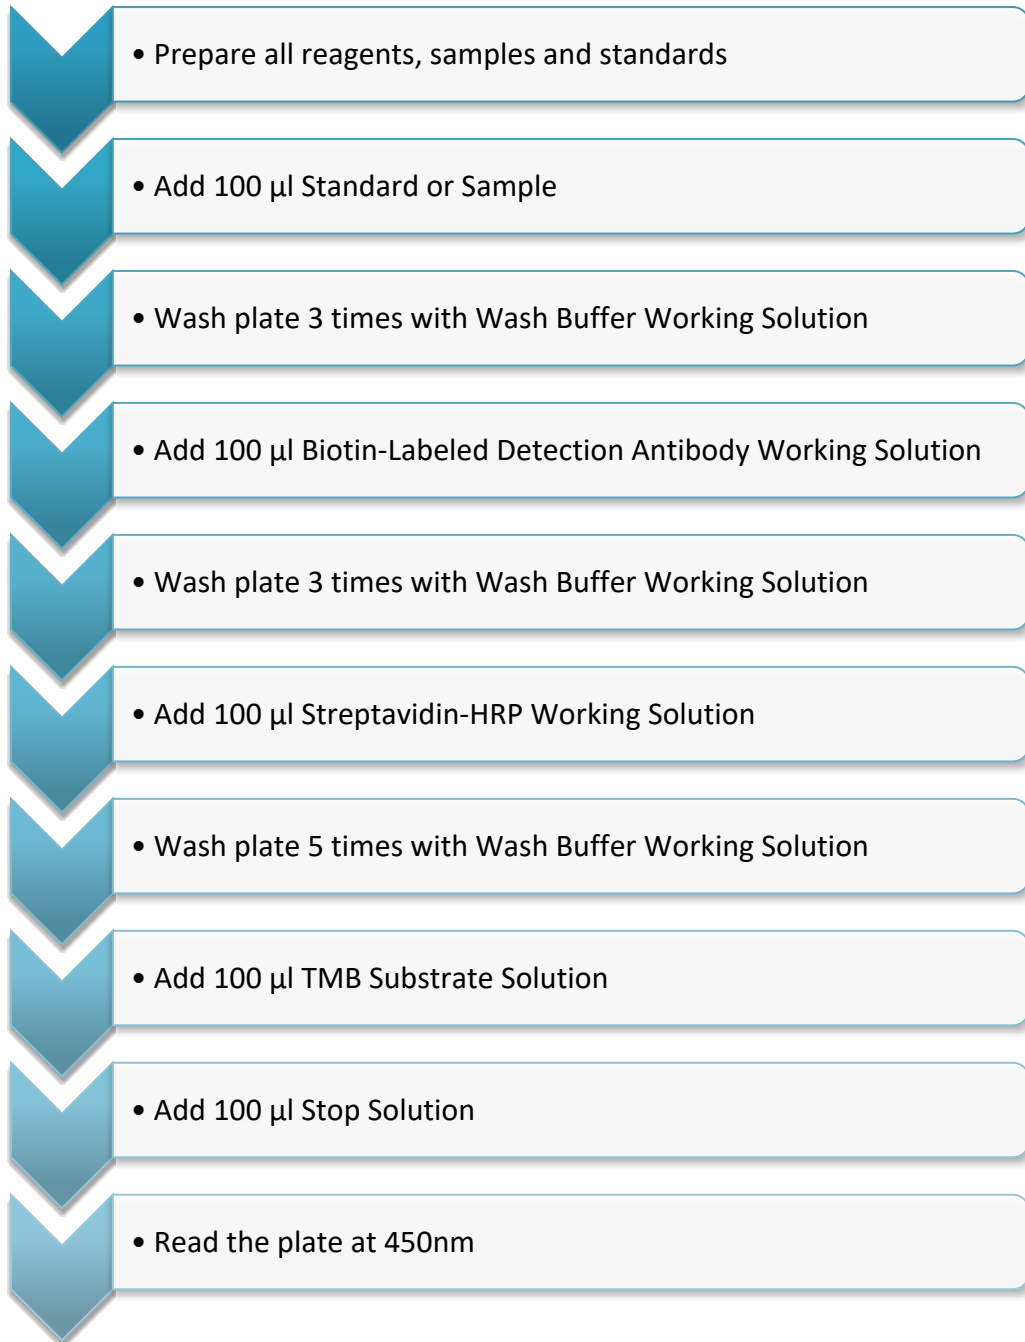 • Prepare all reagents, samples and standards
• Add 100 µl Standard or Sample
• Wash plate 3 times with Wash Buffer Working Solution
• Add 100 µl Biotin-Labeled Detection Antibody Working Solution
• Wash plate 3 times with Wash Buffer Working Solution
• Add 100 µl Streptavidin-HRP Working Solution
• Wash plate 5 times with Wash Buffer Working Solution
• Add 100 µl TMB Substrate Solution
• Add 100 µl Stop Solution
• Read the plate at 450nm